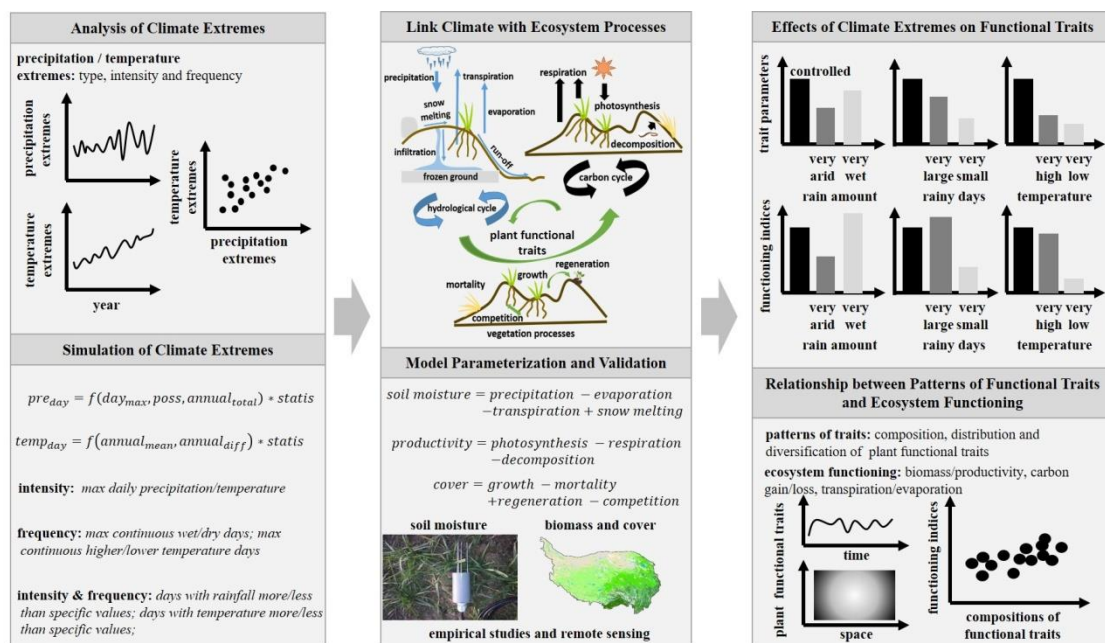 Analysis of Climate Extremes
precipitation / temperature
extremes: type, intensity and frequency
precipitation
extremes
temperature
extremes
year
temperature
extremes
precipitation
extremes
Simulation of Climate Extremes
pre_day = f(day_max, poss, annual_total) * statis
temp_day = f(annual_mean, annual_diff) * statis
intensity: max daily precipitation/temperature
frequency: max continuous wet/dry days; max
continuous higher/lower temperature days
intensity & frequency: days with rainfall more/less
than specific values; days with temperature more/less
than specific values;
Link Climate with Ecosystem Processes
precipitation
transpiration
snow
melting
evaporation
infiltration
run-off
frozen ground
hydrological cycle
respiration
photosynthesis
decomposition
carbon cycle
plant functional
traits
mortality
growth
regeneration
competition
vegetation processes
Model Parameterization and Validation
soil moisture = precipitation − evaporation
−transpiration + snow melting
productivity = photosynthesis − respiration
−decomposition
cover = growth − mortality
+regeneration − competition
soil moisture
biomass and cover
empirical studies and remote sensing
Effects of Climate Extremes on Functional Traits
trait parameters
controlled
very very
arid wet
rain amount
very very
large small
rainy days
very very
high low
temperature
functioning indices
very very
arid wet
rain amount
very very
large small
rainy days
very very
high low
temperature
Relationship between Patterns of Functional Traits
and Ecosystem Functioning
patterns of traits: composition, distribution and
diversification of plant functional traits
ecosystem functioning: biomass/productivity, carbon
gain/loss, transpiration/evaporation
plant functional traits
time
space
functioning indices
compositions of
functional traits